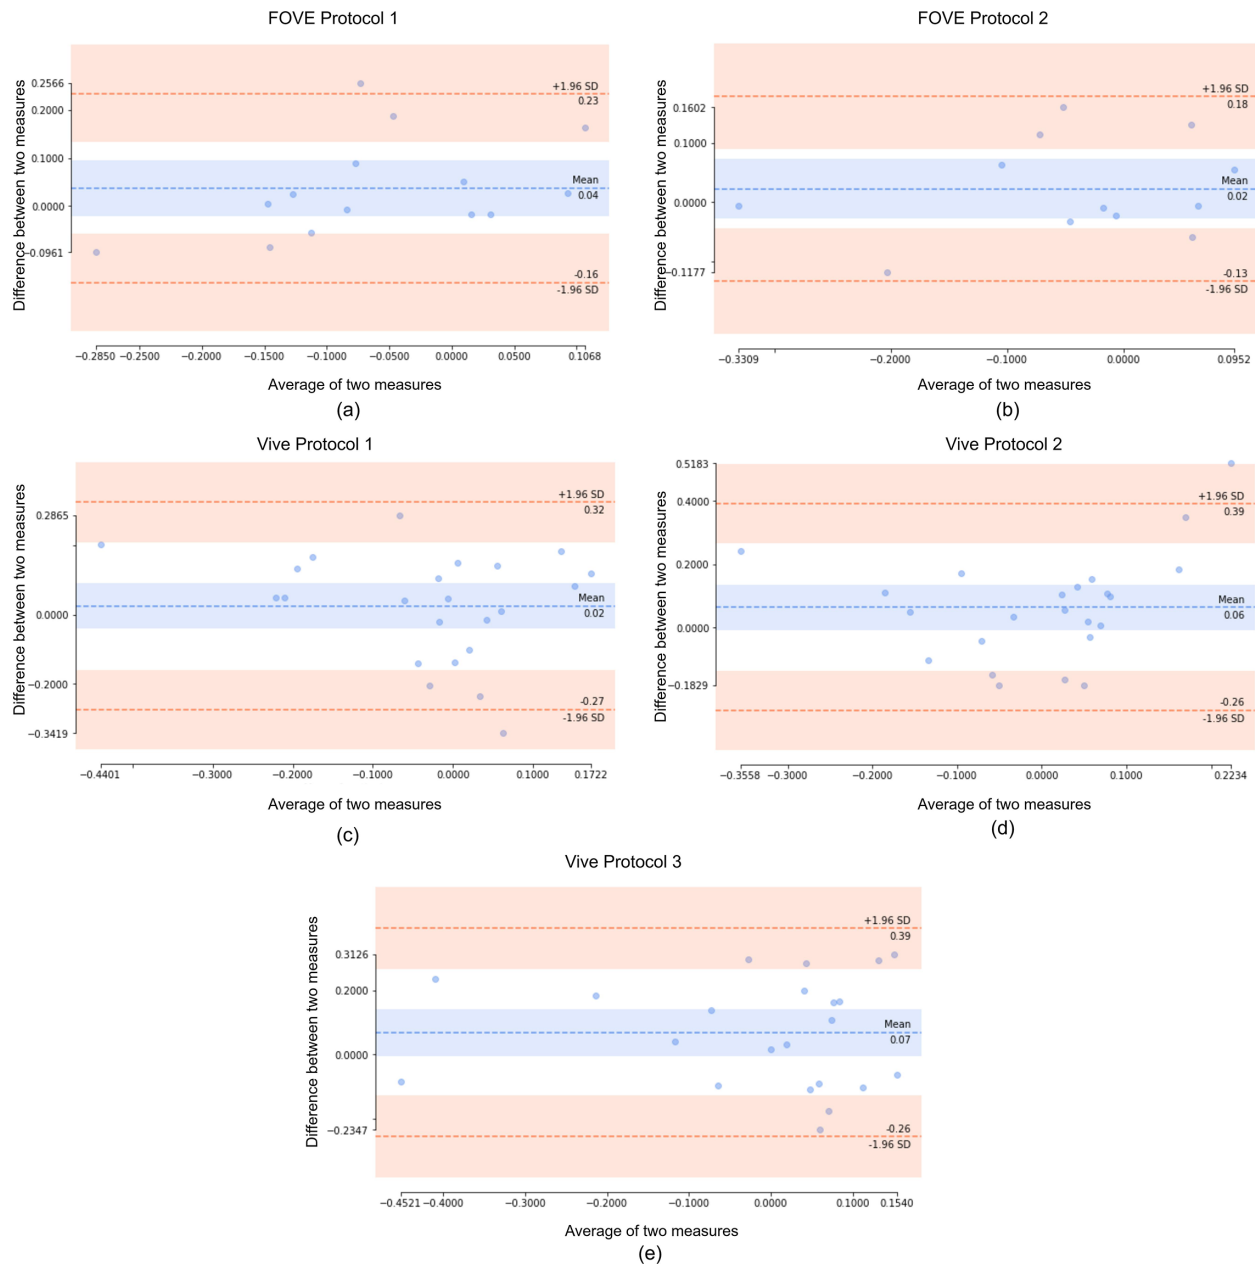 FOVE Protocol 1
Difference between two measures
0.2566
0.2000
0.1000
0.0000
−0.0961
+1.96 SD
0.23
Mean
0.04
-0.16
-1.96 SD
−0.2850 −0.2500 −0.2000 −0.1500 −0.1000 −0.0500 0.0000 0.0500 0.1068
Average of two measures
(a)
FOVE Protocol 2
Difference between two measures
0.1602
0.1000
0.0000
−0.1177
+1.96 SD
0.18
Mean
0.02
-0.13
-1.96 SD
−0.3309 −0.2000 −0.1000 0.0000 0.0952
Average of two measures
(b)
Vive Protocol 1
Difference between two measures
0.2865
0.0000
−0.2000
−0.3419
+1.96 SD
0.32
Mean
0.02
-0.27
-1.96 SD
−0.4401 −0.3000 −0.2000 −0.1000 0.0000 0.1000 0.1722
Average of two measures
(c)
Vive Protocol 2
Difference between two measures
0.5183
0.4000
0.2000
0.0000
−0.1829
+1.96 SD
0.39
Mean
0.06
-0.26
-1.96 SD
−0.3558 −0.3000 −0.2000 −0.1000 0.0000 0.1000 0.2234
Average of two measures
(d)
Vive Protocol 3
Difference between two measures
0.3126
0.2000
0.0000
−0.2347
+1.96 SD
0.39
Mean
0.07
-0.26
-1.96 SD
−0.4521 −0.4000 −0.3000 −0.2000 −0.1000 0.0000 0.1000 0.1540
Average of two measures
(e)